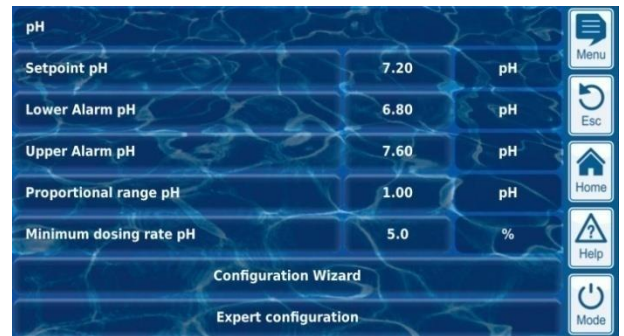 pH
Menu
Setpoint pH 7.20 pH
Esc
Lower Alarm pH 6.80 pH
Upper Alarm pH 7.60 pH
Home
Proportional range pH 1.00 pH
Minimum dosing rate pH 5.0 %
Help
Configuration Wizard
Expert configuration
Mode